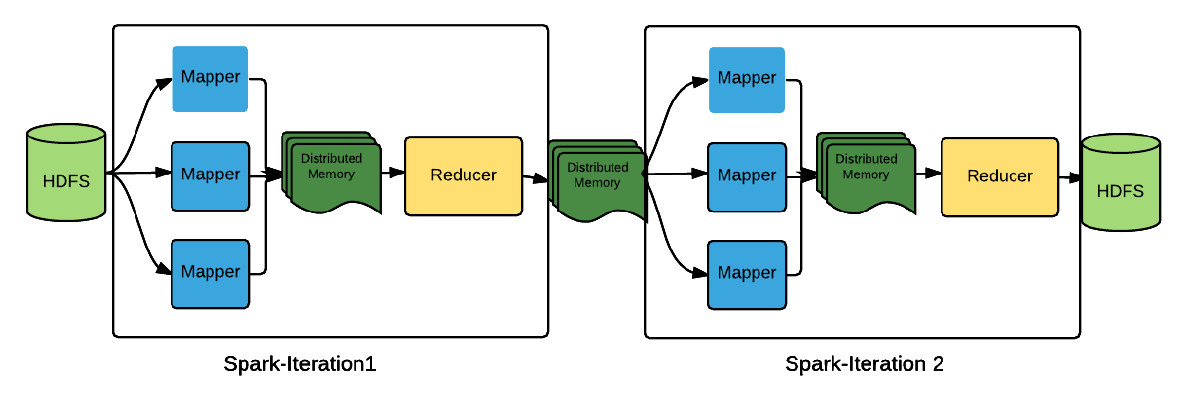 HDFS
Mapper
Mapper
Mapper
Distributed
Memory
Reducer
Distributed
Memory
Mapper
Mapper
Mapper
Distributed
Memory
Reducer
HDFS
Spark-Iteration1
Spark-Iteration 2